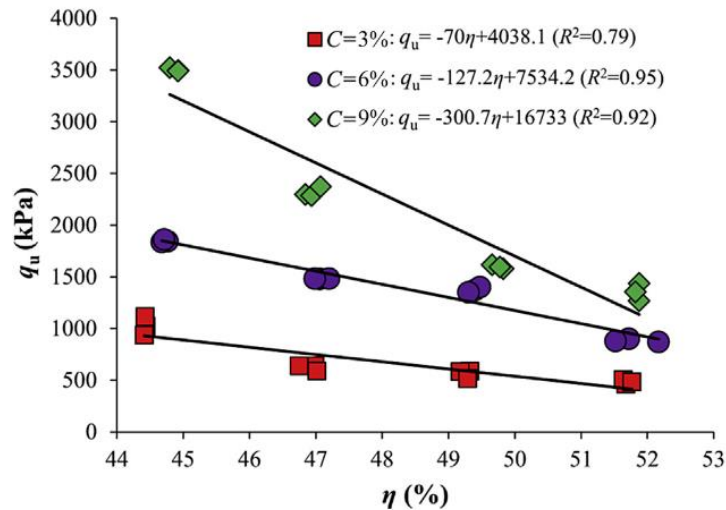 C=3%: qu= -70η+4038.1 (R²=0.79)
C=6%: qu= -127.2η+7534.2 (R²=0.95)
C=9%: qu= -300.7η+16733 (R²=0.92)
4000
3500
3000
2500
2000
1500
1000
500
0
qu (kPa)
44 45 46 47 48 49 50 51 52 53
η (%)